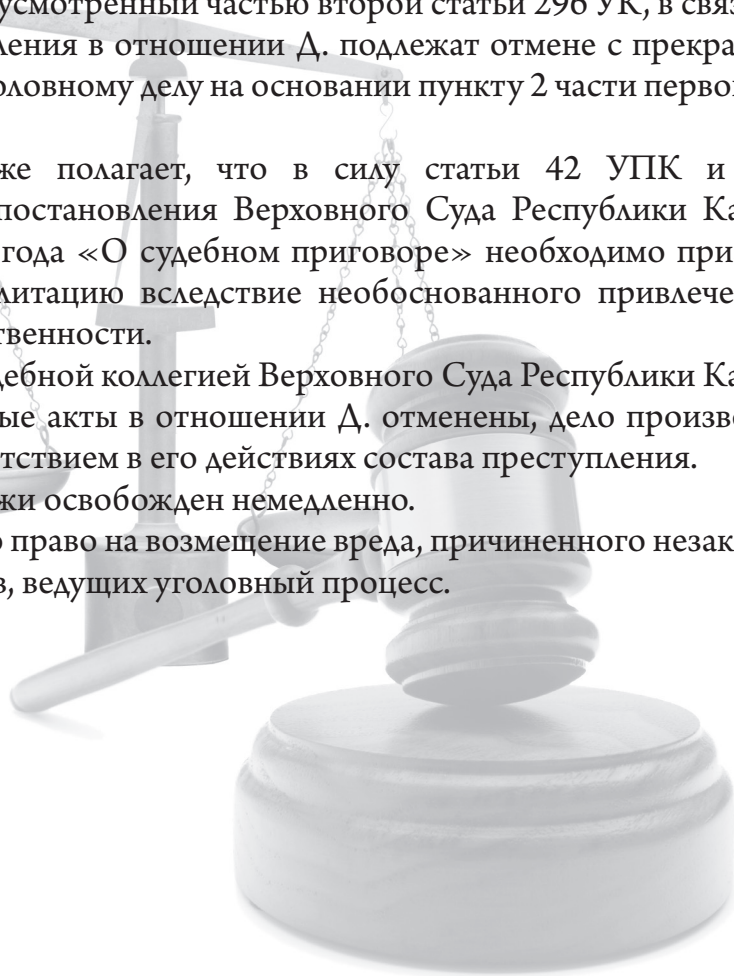 усмотренный частью второй статьи 296 УК, в связ
ления в отношении Д. подлежат отмене с прекра
оловному делу на основании пункту 2 части перво
же полагает, что в силу статьи 42 УПК и
постановления Верховного Суда Республики Ка
года «О судебном приговоре» необходимо при
литацию вследствие необоснованного привлече
твенности.
дебной коллегией Верховного Суда Республики Ка
ые акты в отношении Д. отменены, дело произво
тствием в его действиях состава преступления.
жи освобожден немедленно.
о право на возмещение вреда, причиненного незак
в, ведущих уголовный процесс.